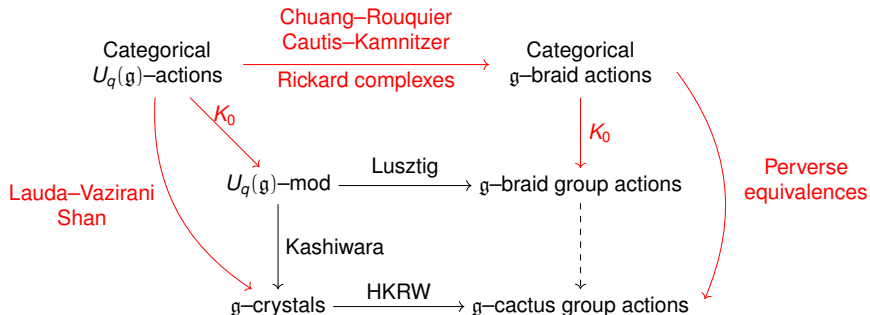 Chuang–Rouquier
Cautis–Kamnitzer
Categorical
U_q(𝔤)–actions
Rickard complexes
Categorical
𝔤–braid actions
K_0
K_0
Lauda–Vazirani
Shan
U_q(𝔤)–mod
Lusztig
𝔤–braid group actions
Perverse
equivalences
Kashiwara
𝔤–crystals
HKRW
𝔤–cactus group actions